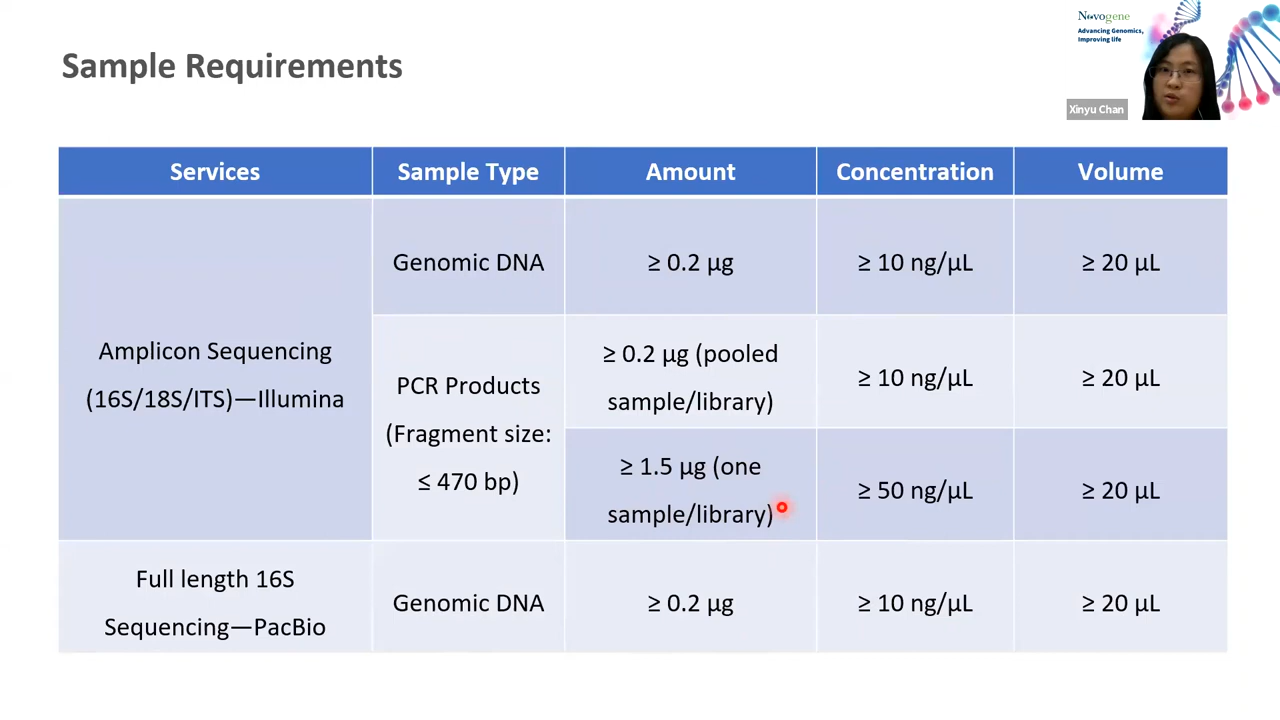 Sample Requirements
Novogene
Advancing Genomics,
Improving life
Xinyu Chan
Services
Sample Type
Amount
Concentration
Volume
Amplicon Sequencing
(16S/18S/ITS)—Illumina
Genomic DNA
≥ 0.2 µg
≥ 10 ng/µL
≥ 20 µL
PCR Products
(Fragment size:
≤ 470 bp)
≥ 0.2 µg (pooled
sample/library)
≥ 10 ng/µL
≥ 20 µL
≥ 1.5 µg (one
sample/library)
≥ 50 ng/µL
≥ 20 µL
Full length 16S
Sequencing—PacBio
Genomic DNA
≥ 0.2 µg
≥ 10 ng/µL
≥ 20 µL